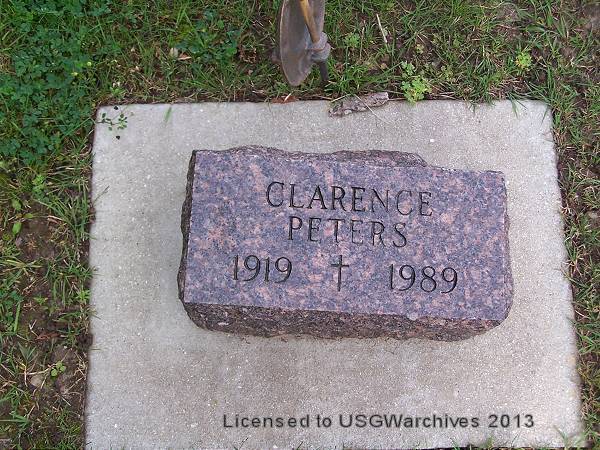 CLARENCE
PETERS
1919 † 1989
Licensed to USGWarchives 2013